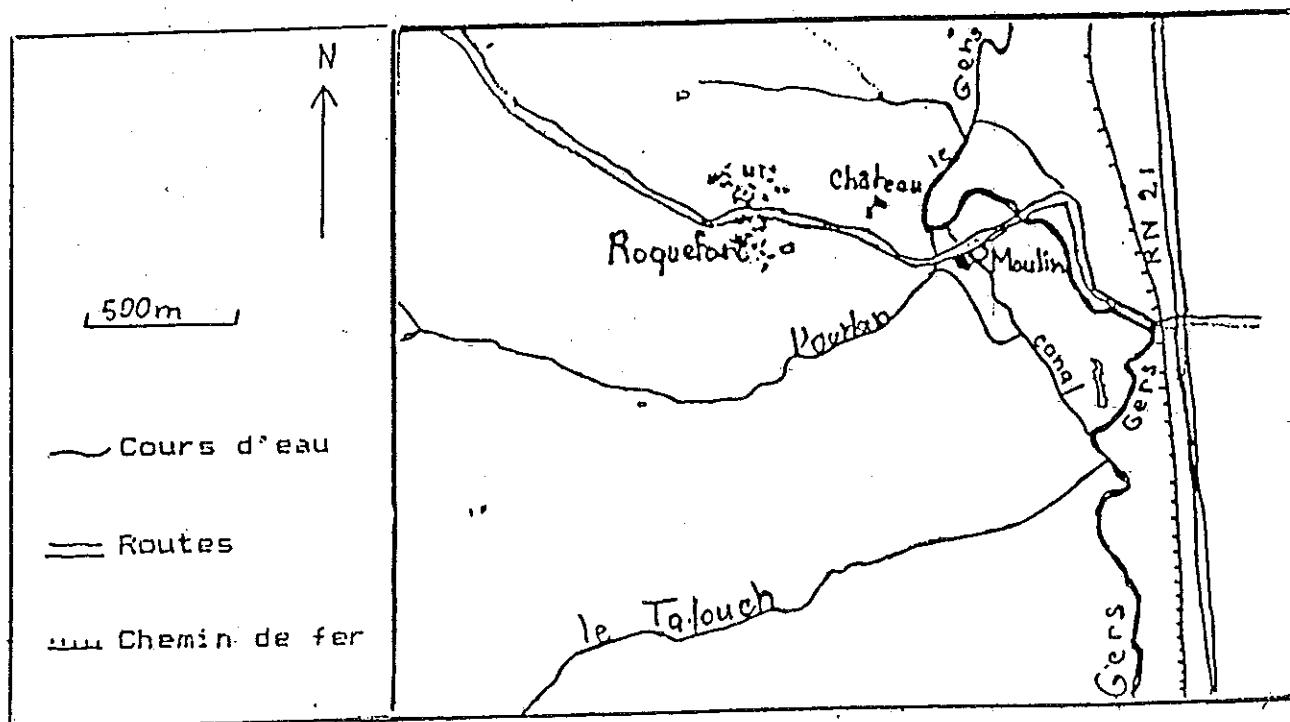 N
500m
Cours d'eau
Routes
Chemin de fer
Gers
le
Château
Roquefort
Moulin
RN 21
l'ourlan
canal
Gers
le Talouch
Gers